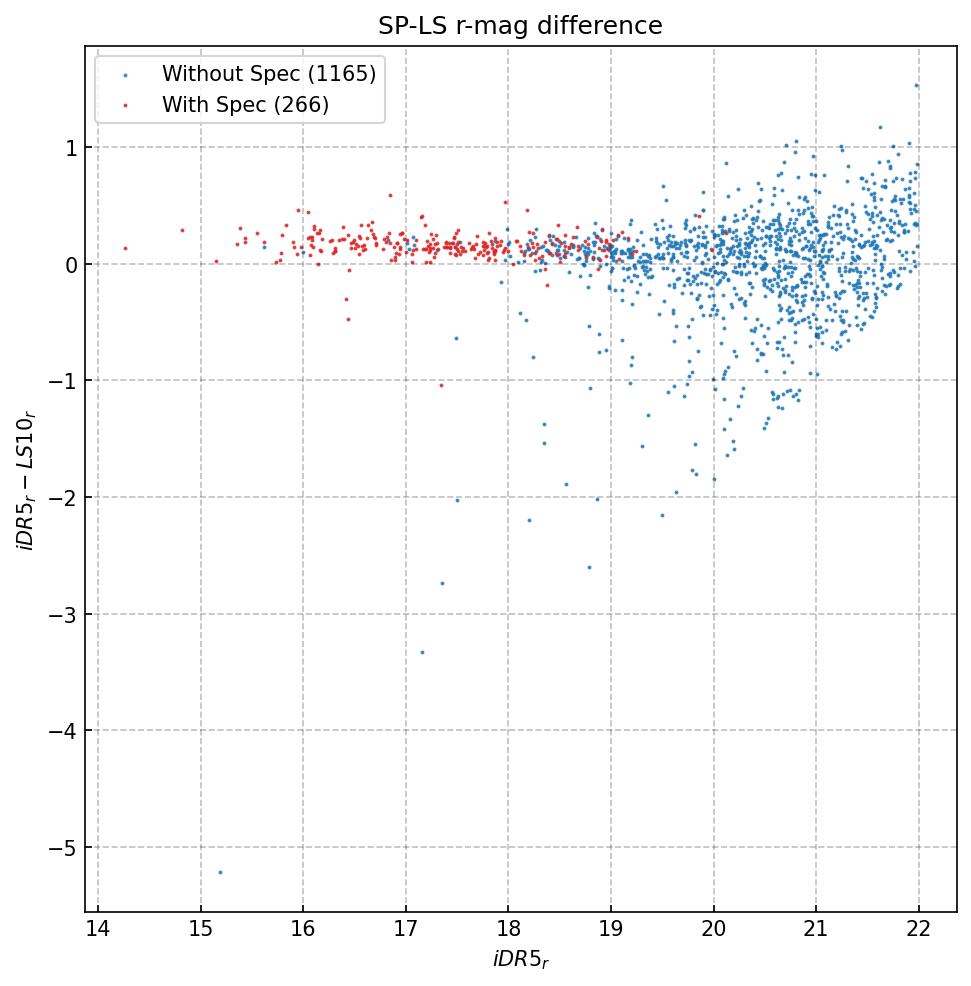 SP-LS r-mag difference
Without Spec (1165)
With Spec (266)
1
0
−1
−2
−3
−4
−5
iDR5r − LS10r
14 15 16 17 18 19 20 21 22
iDR5r